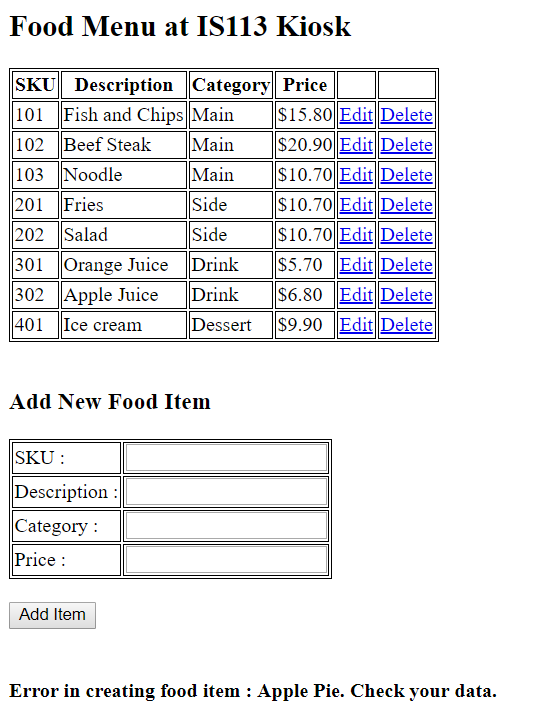 Food Menu at IS113 Kiosk
SKU Description Category Price
101 Fish and Chips Main $15.80 Edit Delete
102 Beef Steak Main $20.90 Edit Delete
103 Noodle Main $10.70 Edit Delete
201 Fries Side $10.70 Edit Delete
202 Salad Side $10.70 Edit Delete
301 Orange Juice Drink $5.70 Edit Delete
302 Apple Juice Drink $6.80 Edit Delete
401 Ice cream Dessert $9.90 Edit Delete
Add New Food Item
SKU :
Description :
Category :
Price :
Add Item
Error in creating food item : Apple Pie. Check your data.